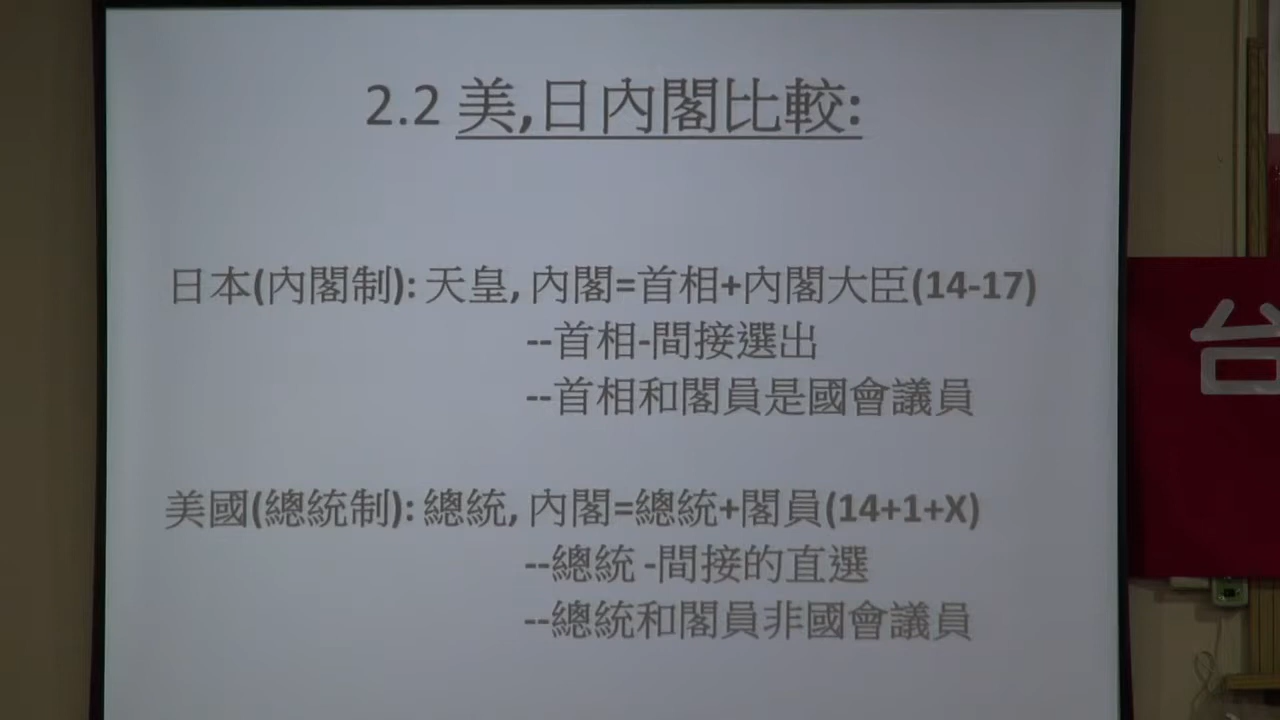 2.2 美,日內閣比較:
日本(內閣制): 天皇, 內閣=首相+內閣大臣(14-17)
--首相-間接選出
--首相和閣員是國會議員
美國(總統制): 總統, 內閣=總統+閣員(14+1+X)
--總統 -間接的直選
--總統和閣員非國會議員
台